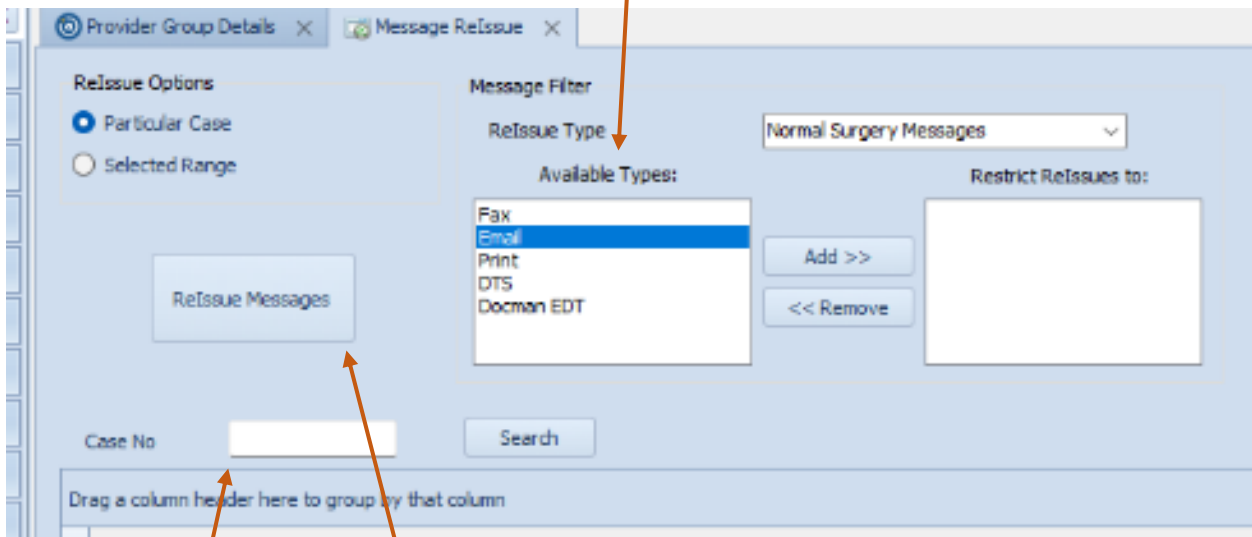 Provider Group Details
Message ReIssue
ReIssue Options
Particular Case
Selected Range
ReIssue Messages
Message Filter
ReIssue Type
Normal Surgery Messages
Available Types:
Fax
Email
Print
DTS
Docman EDT
Add >>
<< Remove
Restrict ReIssues to:
Case No
Search
Drag a column header here to group by that column